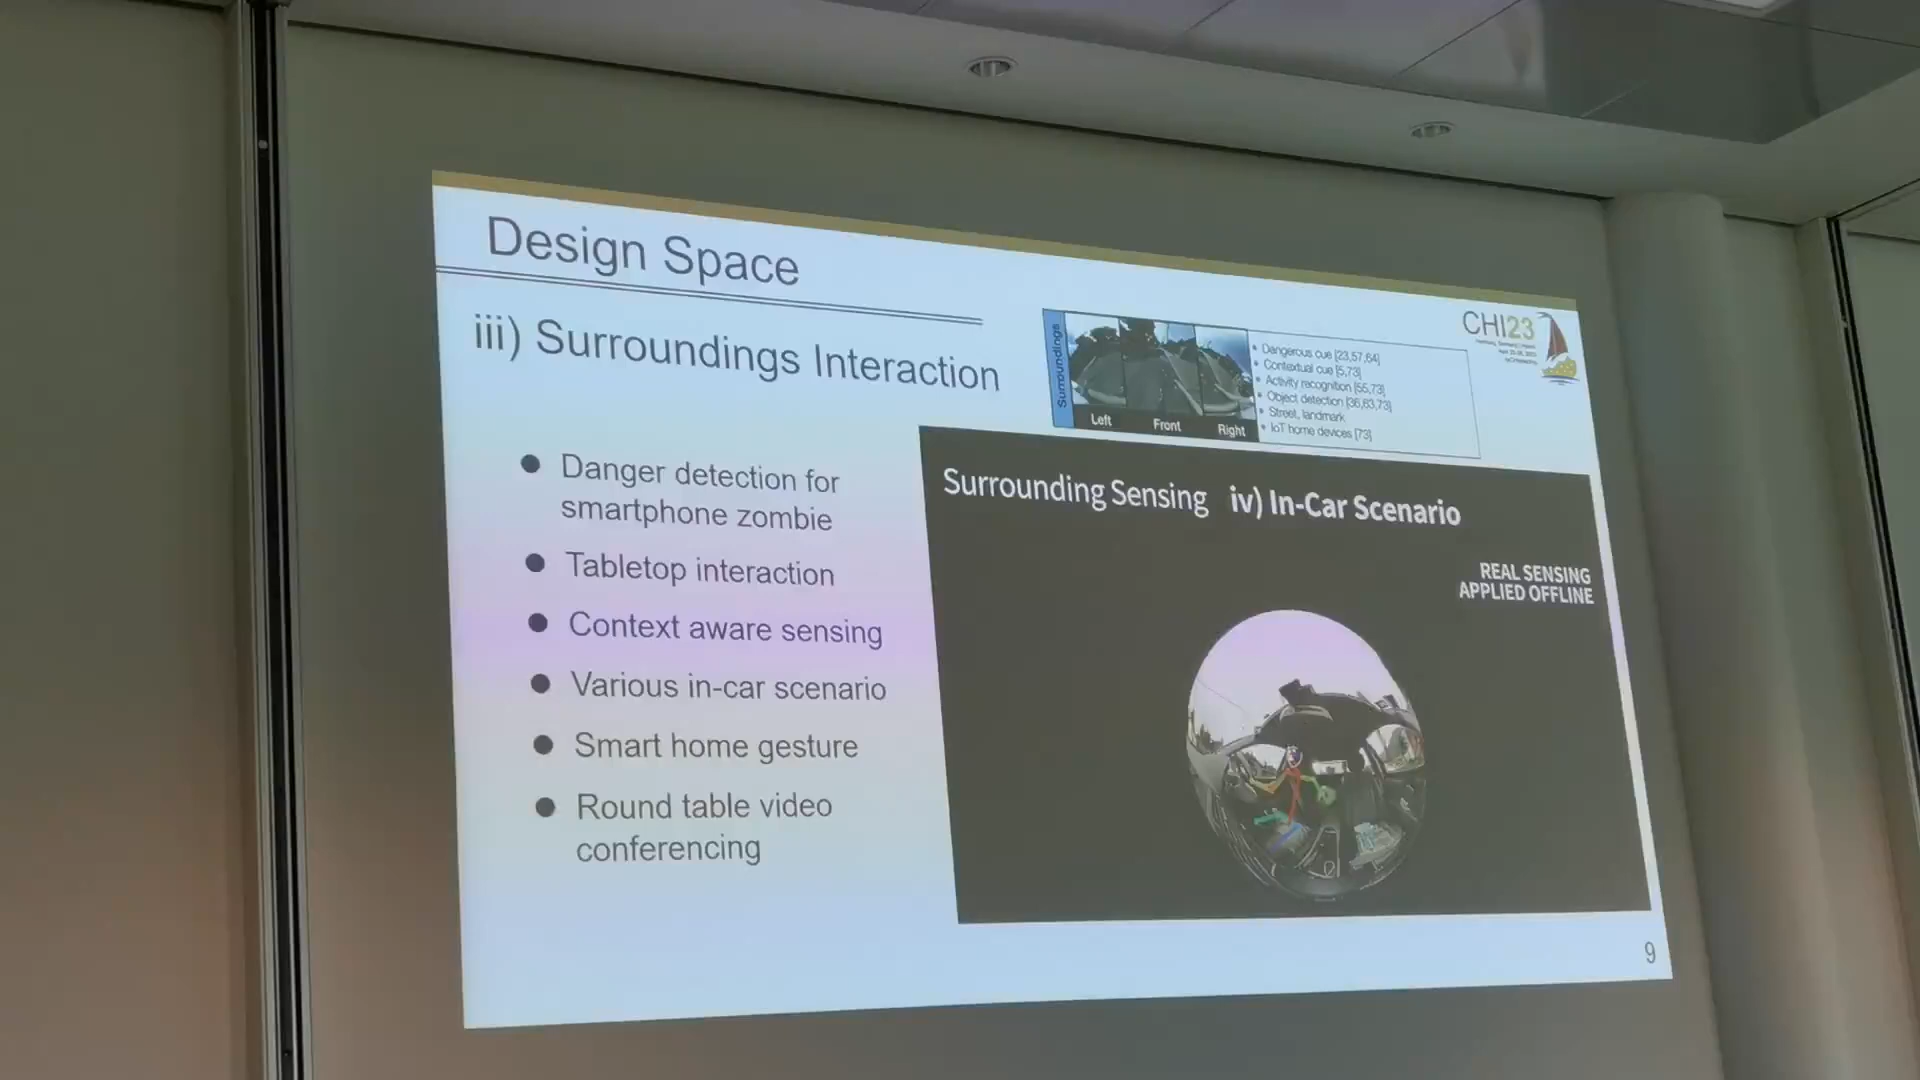 Design Space
iii) Surroundings Interaction
Danger detection for
smartphone zombie
Tabletop interaction
Context aware sensing
Various in-car scenario
Smart home gesture
Round table video
conferencing
Surroundings
Left Front Right
Dangerous cue [23,57,64]
Contextual cue [5,73]
Activity recognition [55,73]
Object detection [36,63,73]
Street, landmark
IoT home devices [73]
CHI23
Surrounding Sensing iv) In-Car Scenario
REAL SENSING
APPLIED OFFLINE
9